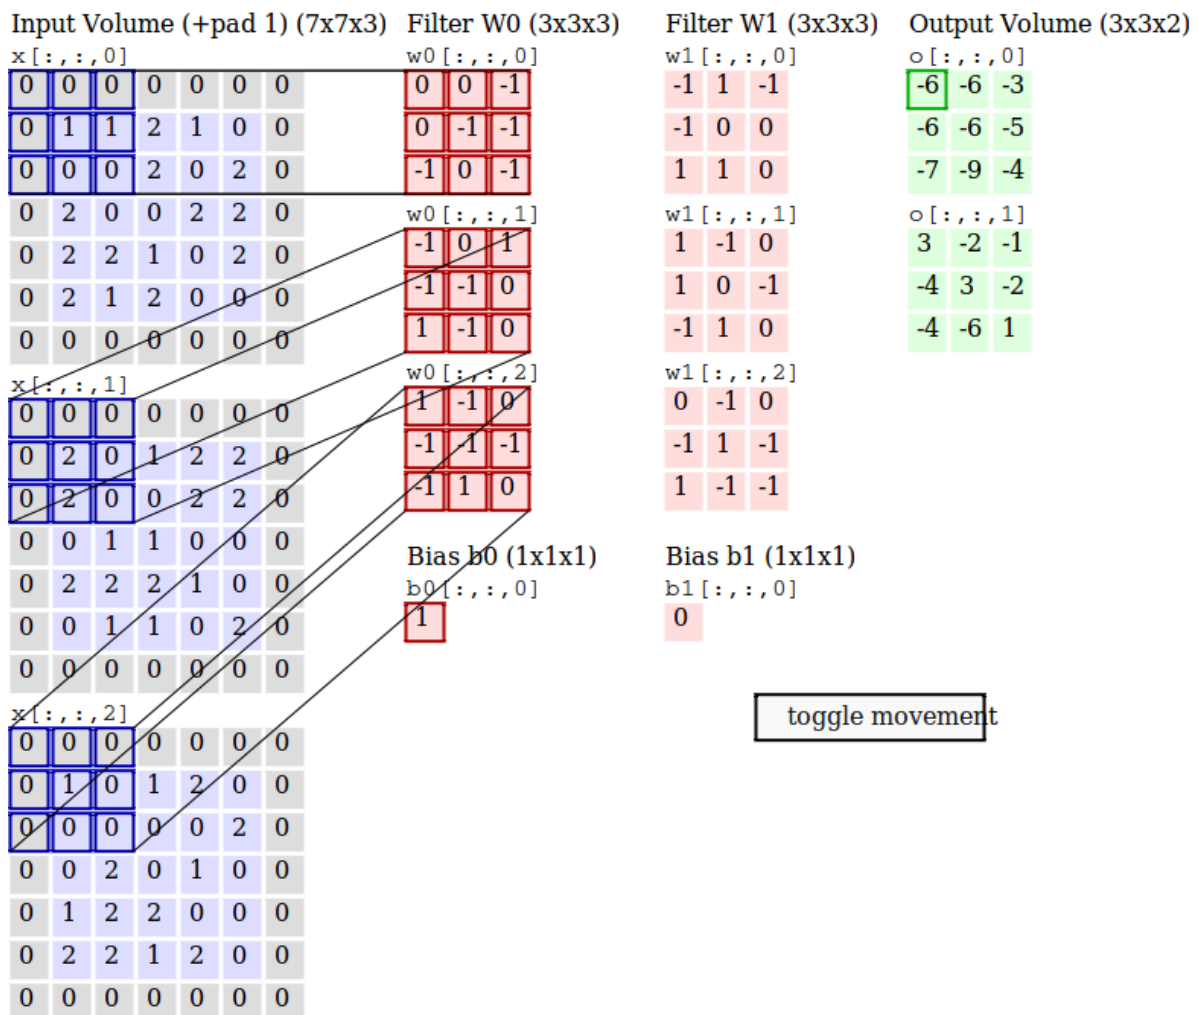 Input Volume (+pad 1) (7x7x3) Filter W0 (3x3x3) Filter W1 (3x3x3) Output Volume (3x3x2)
x[:,:,0] w0[:,:,0] w1[:,:,0] o[:,:,0]
0 0 0 0 0 0 0 0 0 -1 -1 1 -1 -6 -6 -3
0 1 1 2 1 0 0 0 -1 -1 -1 0 0 -6 -6 -5
0 0 0 2 0 2 0 -1 0 -1 1 1 0 -7 -9 -4
0 2 0 0 2 2 0 w0[:,:,1] w1[:,:,1] o[:,:,1]
0 2 2 1 0 2 0 -1 0 1 1 -1 0 3 -2 -1
0 2 1 2 0 0 0 -1 -1 0 1 0 -1 -4 3 -2
0 0 0 0 0 0 0 1 -1 0 -1 1 0 -4 -6 1
x[:,:,1] w0[:,:,2] w1[:,:,2]
0 0 0 0 0 0 0 1 -1 0 0 -1 0
0 2 0 1 2 2 0 -1 -1 -1 -1 1 -1
0 2 0 0 2 2 0 -1 1 0 1 -1 -1
0 0 1 1 0 0 0 Bias b0 (1x1x1) Bias b1 (1x1x1)
0 2 2 2 1 0 0 b0[:,:,0] b1[:,:,0]
0 0 1 1 0 2 0 1 0
0 0 0 0 0 0 0
x[:,:,2] toggle movement
0 0 0 0 0 0 0
0 1 0 1 2 0 0
0 0 0 0 0 2 0
0 0 2 0 1 0 0
0 1 2 2 0 0 0
0 2 2 1 2 0 0
0 0 0 0 0 0 0